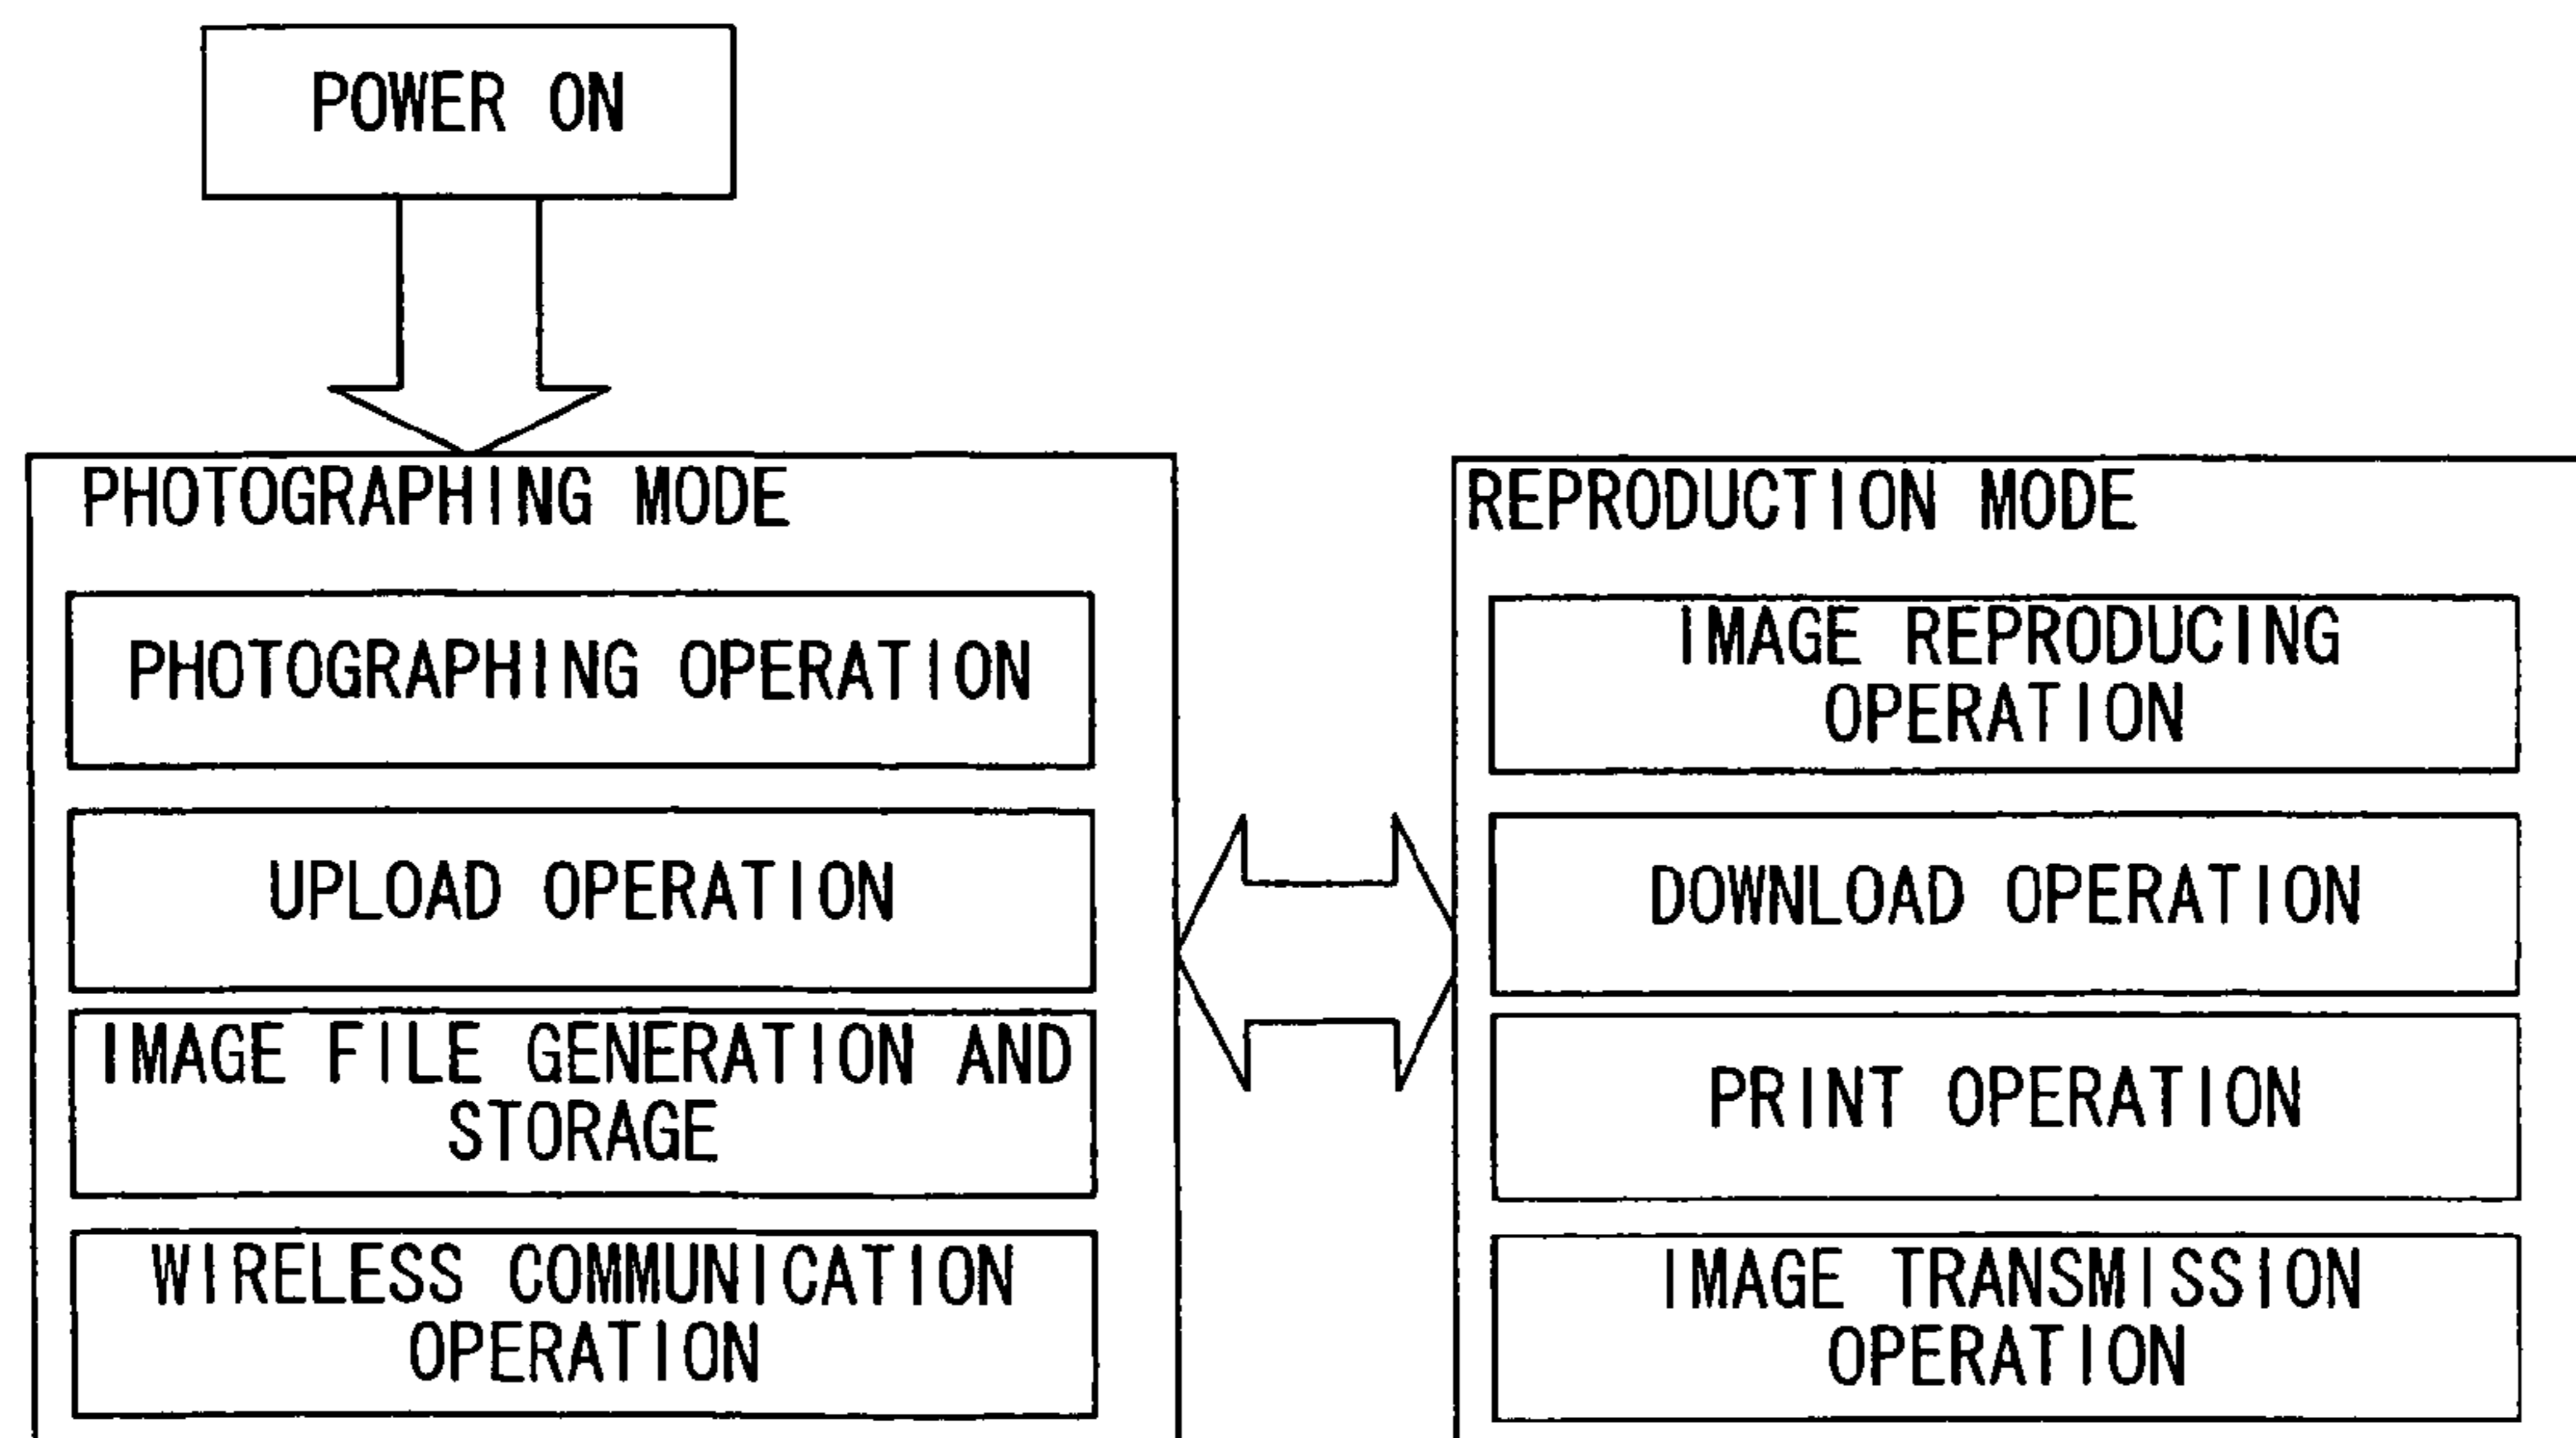 POWER ON
PHOTOGRAPHING MODE
PHOTOGRAPHING OPERATION
UPLOAD OPERATION
IMAGE FILE GENERATION AND
STORAGE
WIRELESS COMMUNICATION
OPERATION
REPRODUCTION MODE
IMAGE REPRODUCING
OPERATION
DOWNLOAD OPERATION
PRINT OPERATION
IMAGE TRANSMISSION
OPERATION